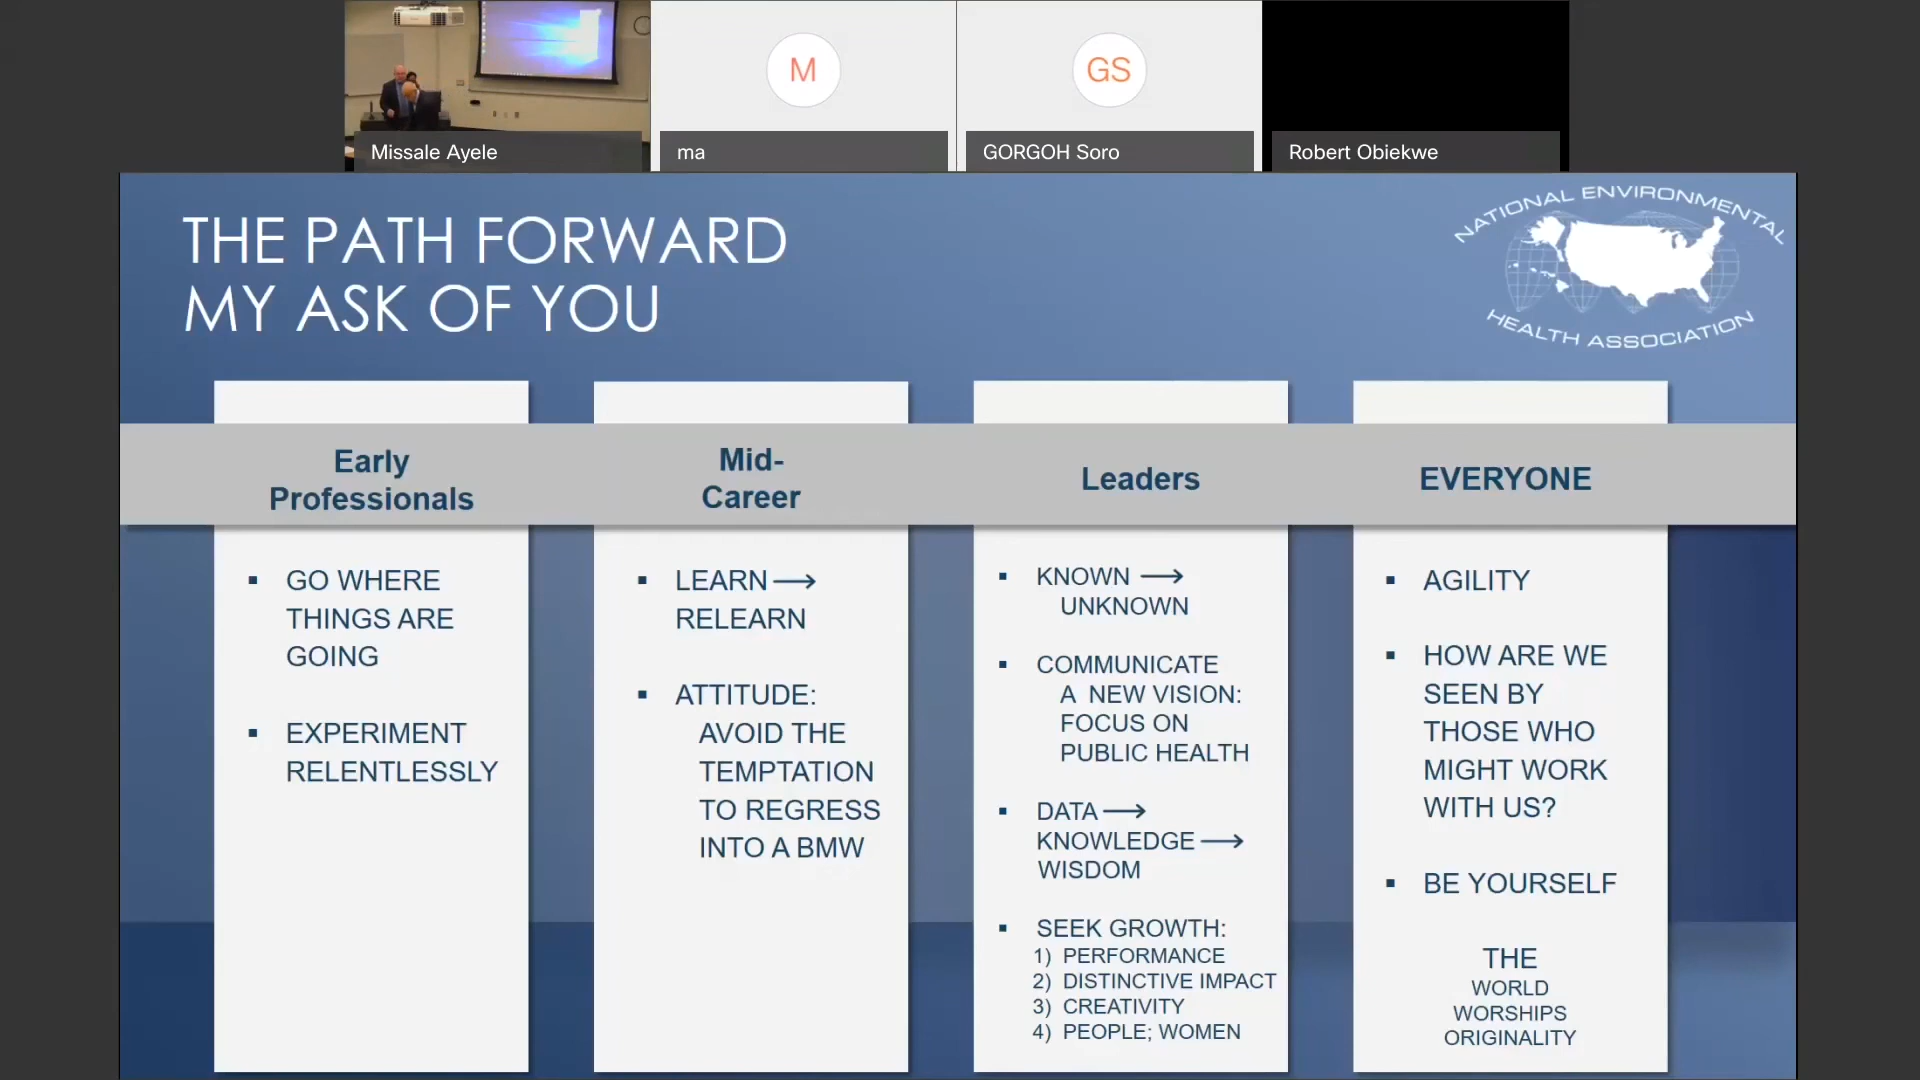 M
GS
Missale Ayele
ma
GORGOH Soro
Robert Obiekwe
THE PATH FORWARD
MY ASK OF YOU
NATIONAL ENVIRONMENTAL
HEALTH ASSOCIATION
Early
Professionals
▪ GO WHERE
THINGS ARE
GOING
▪ EXPERIMENT
RELENTLESSLY
Mid-
Career
▪ LEARN →
RELEARN
▪ ATTITUDE:
AVOID THE
TEMPTATION
TO REGRESS
INTO A BMW
Leaders
▪ KNOWN →
UNKNOWN
▪ COMMUNICATE
A NEW VISION:
FOCUS ON
PUBLIC HEALTH
▪ DATA →
KNOWLEDGE →
WISDOM
▪ SEEK GROWTH:
1) PERFORMANCE
2) DISTINCTIVE IMPACT
3) CREATIVITY
4) PEOPLE; WOMEN
EVERYONE
▪ AGILITY
▪ HOW ARE WE
SEEN BY
THOSE WHO
MIGHT WORK
WITH US?
▪ BE YOURSELF
THE
WORLD
WORSHIPS
ORIGINALITY